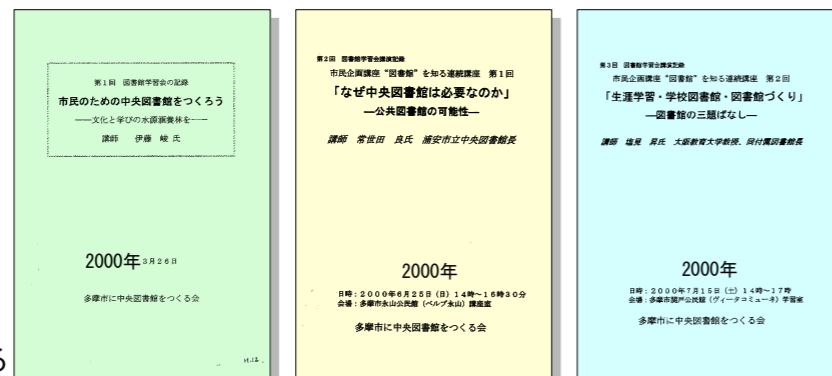 第1回　図書館学習会の記録
市民のための中央図書館をつくろう
――文化と学びの水源涵養林を――
講師　伊藤　峻 氏
2000年3月26日
多摩市に中央図書館をつくる会
第2回　図書館学習会講演記録
市民企画講座“図書館”を知る連続講座　第1回
「なぜ中央図書館は必要なのか」
―公共図書館の可能性―
講師　常世田　良氏　浦安市立中央図書館長
2000年
日時：2000年6月25日（日）14時～16時30分
会場：多摩市永山公民館（ベルブ永山）講座室
多摩市に中央図書館をつくる会
第3回　図書館学習会講演記録
市民企画講座“図書館”を知る連続講座　第2回
「生涯学習・学校図書館・図書館づくり」
―図書館の三題ばなし―
講師　塩見　昇氏　大阪教育大学教授、同付属図書館長
2000年
日時：2000年7月15日（土）14時～17時
会場：多摩市関戸公民館（ヴィータコミューネ）学習室
多摩市に中央図書館をつくる会